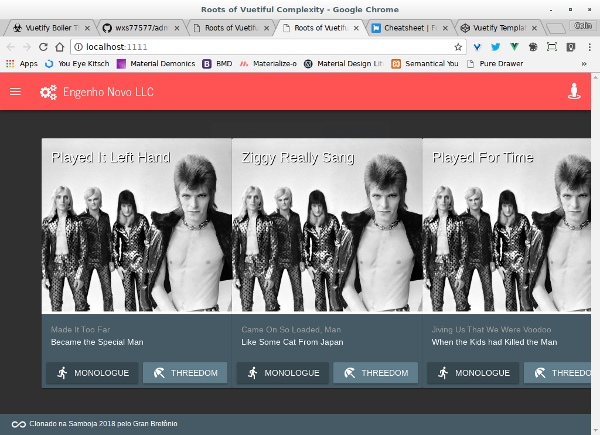 Roots of Vuetiful Complexity - Google Chrome
Vuetify Boiler T
wxs77577/adm
Roots of Vuetifu
Roots of Vuetifu
Cheatsheet | F
Vuetify Templat
Colin
localhost:1111
Apps
You Eye Kitsch
Material Demonics
BMD
Materialize-o
Material Design Lit
Semantical You
Pure Drawer
Engenho Novo LLC
Played It Left Hand
Ziggy Really Sang
Played For Time
Made It Too Far
Became the Special Man
Came On So Loaded, Man
Like Some Cat From Japan
Jiving Us That We Were Voodoo
When the Kids had Killed the Man
MONOLOGUE
THREEDOM
MONOLOGUE
THREEDOM
MONOLOGUE
THREEDO
Clonado na Samboja 2018 pelo Gran Bretônio